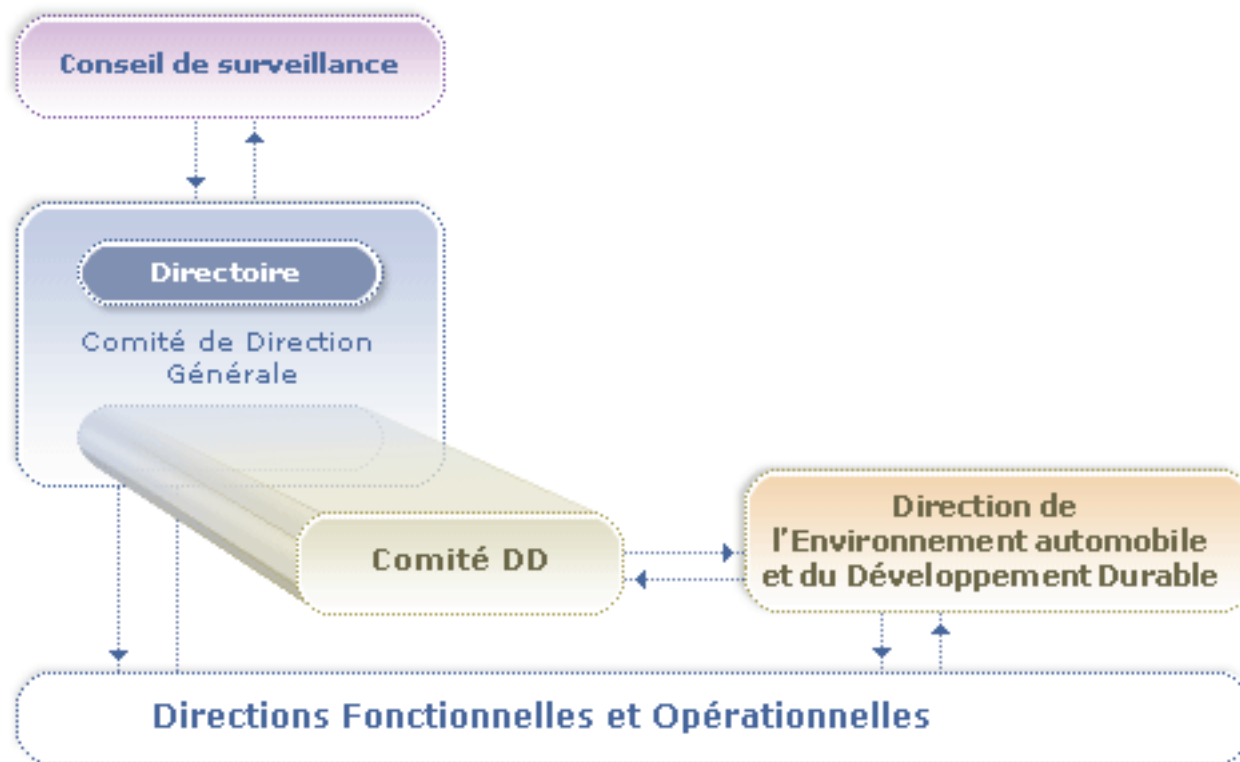 Conseil de surveillance
Directoire
Comité de Direction
Générale
Comité DD
Direction de
l'Environnement automobile
et du Développement Durable
Directions Fonctionnelles et Opérationnelles